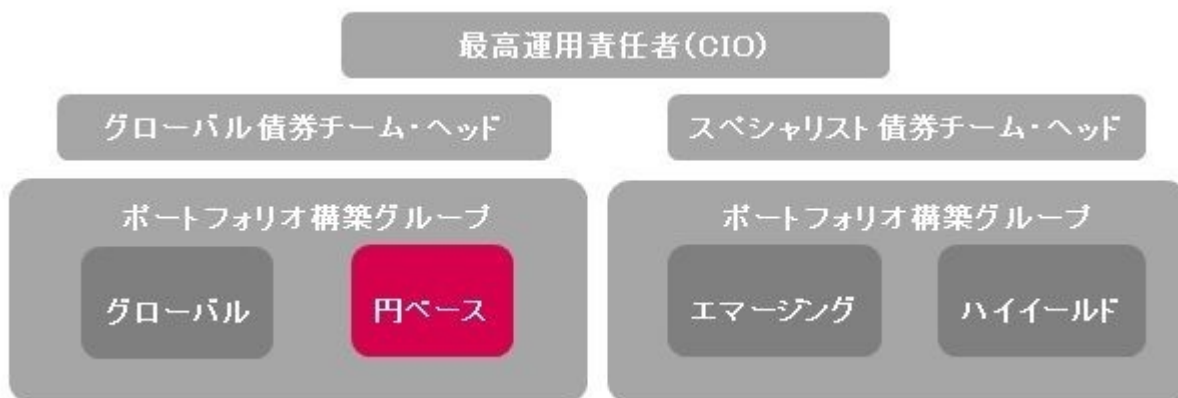 最高運用責任者(CIO)
グローバル債券チーム・ヘッド
スペシャリスト債券チーム・ヘッド
ポートフォリオ構築グループ
グローバル
円ベース
ポートフォリオ構築グループ
エマージング
ハイイールド